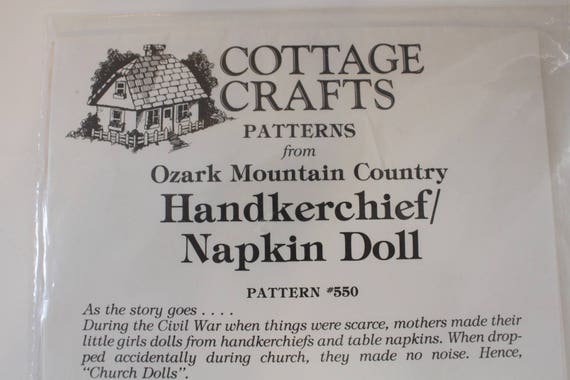 COTTAGE
CRAFTS
PATTERNS
from
Ozark Mountain Country
Handkerchief/
Napkin Doll
PATTERN #550
As the story goes . . . .
During the Civil War when things were scarce, mothers made their
little girls dolls from handkerchiefs and table napkins. When drop-
ped accidentally during church, they made no noise. Hence,
"Church Dolls".